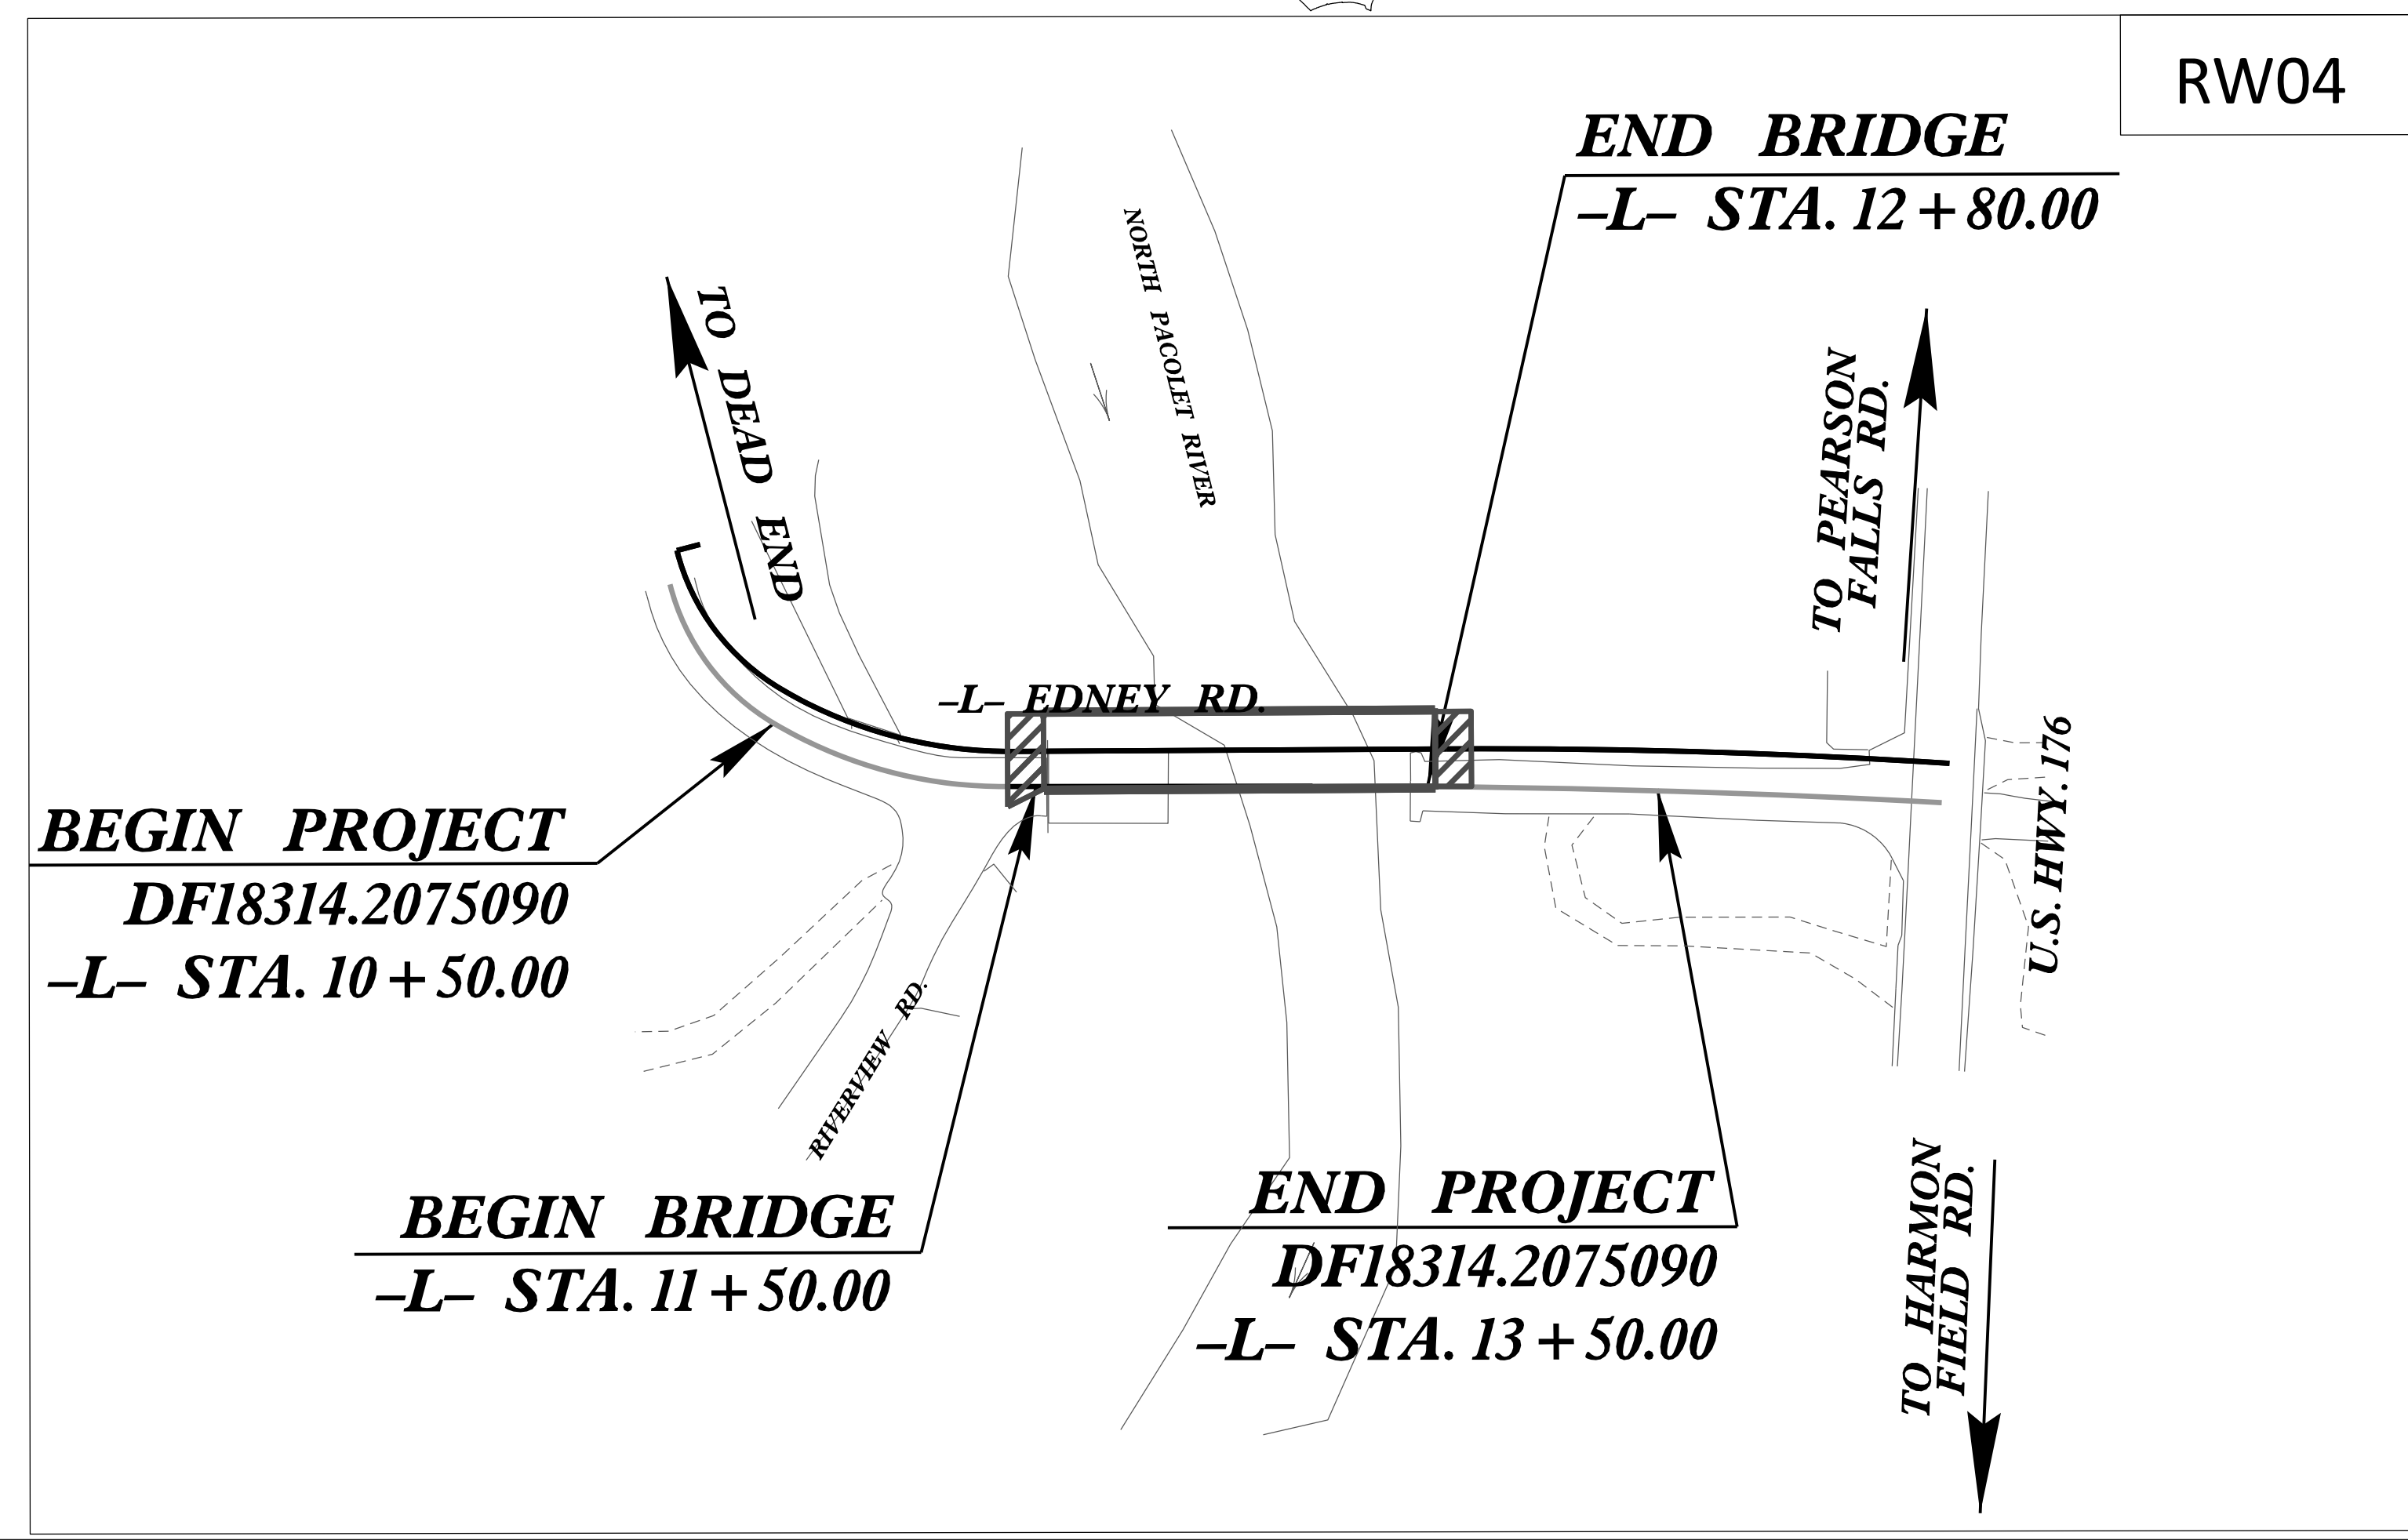 RW04
END BRIDGE
–L– STA. 12+80.00
NORTH PACOLET RIVER
TO DEAD END
TO PEARSON
FALLS RD.
–L– EDNEY RD.
U.S. HWY. 176
BEGIN PROJECT
DF18314.2075090
–L– STA. 10+50.00
RIVERVIEW RD.
BEGIN BRIDGE
–L– STA. 11+50.00
END PROJECT
DF18314.2075090
–L– STA. 13+50.00
TO HARMON
FIELD RD.